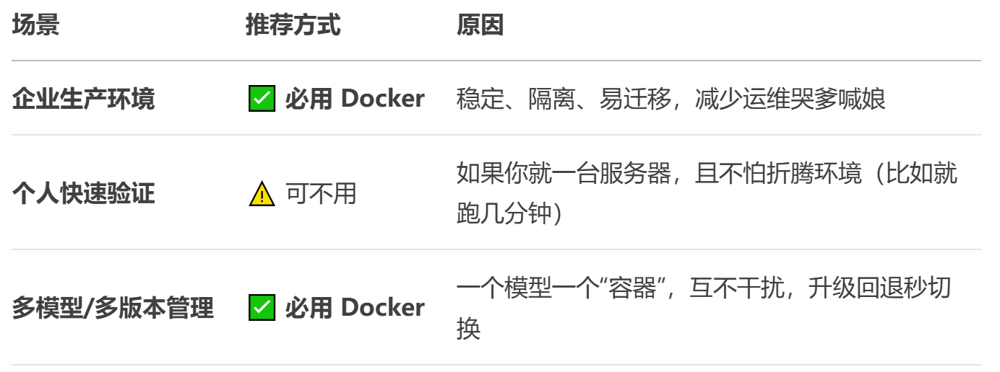 场景 推荐方式 原因
企业生产环境 ✅ 必用 Docker 稳定、隔离、易迁移，减少运维哭爹喊娘
个人快速验证 ⚠️ 可不用 如果你就一台服务器，且不怕折腾环境（比如就
跑几分钟）
多模型/多版本管理 ✅ 必用 Docker 一个模型一个“容器”，互不干扰，升级回退秒切
换